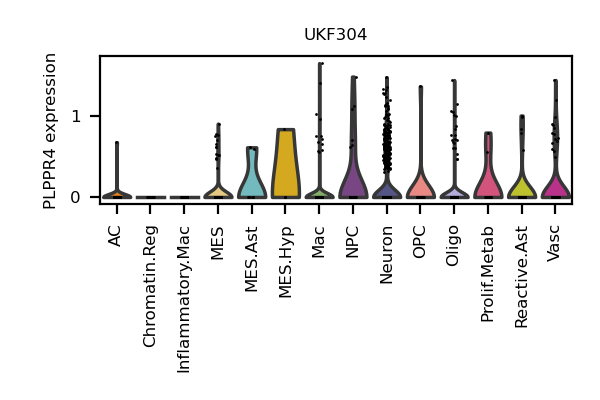 UKF304
PLPPR4 expression
1
0
AC
Chromatin.Reg
Inflammatory.Mac
MES
MES.Ast
MES.Hyp
Mac
NPC
Neuron
OPC
Oligo
Prolif.Metab
Reactive.Ast
Vasc